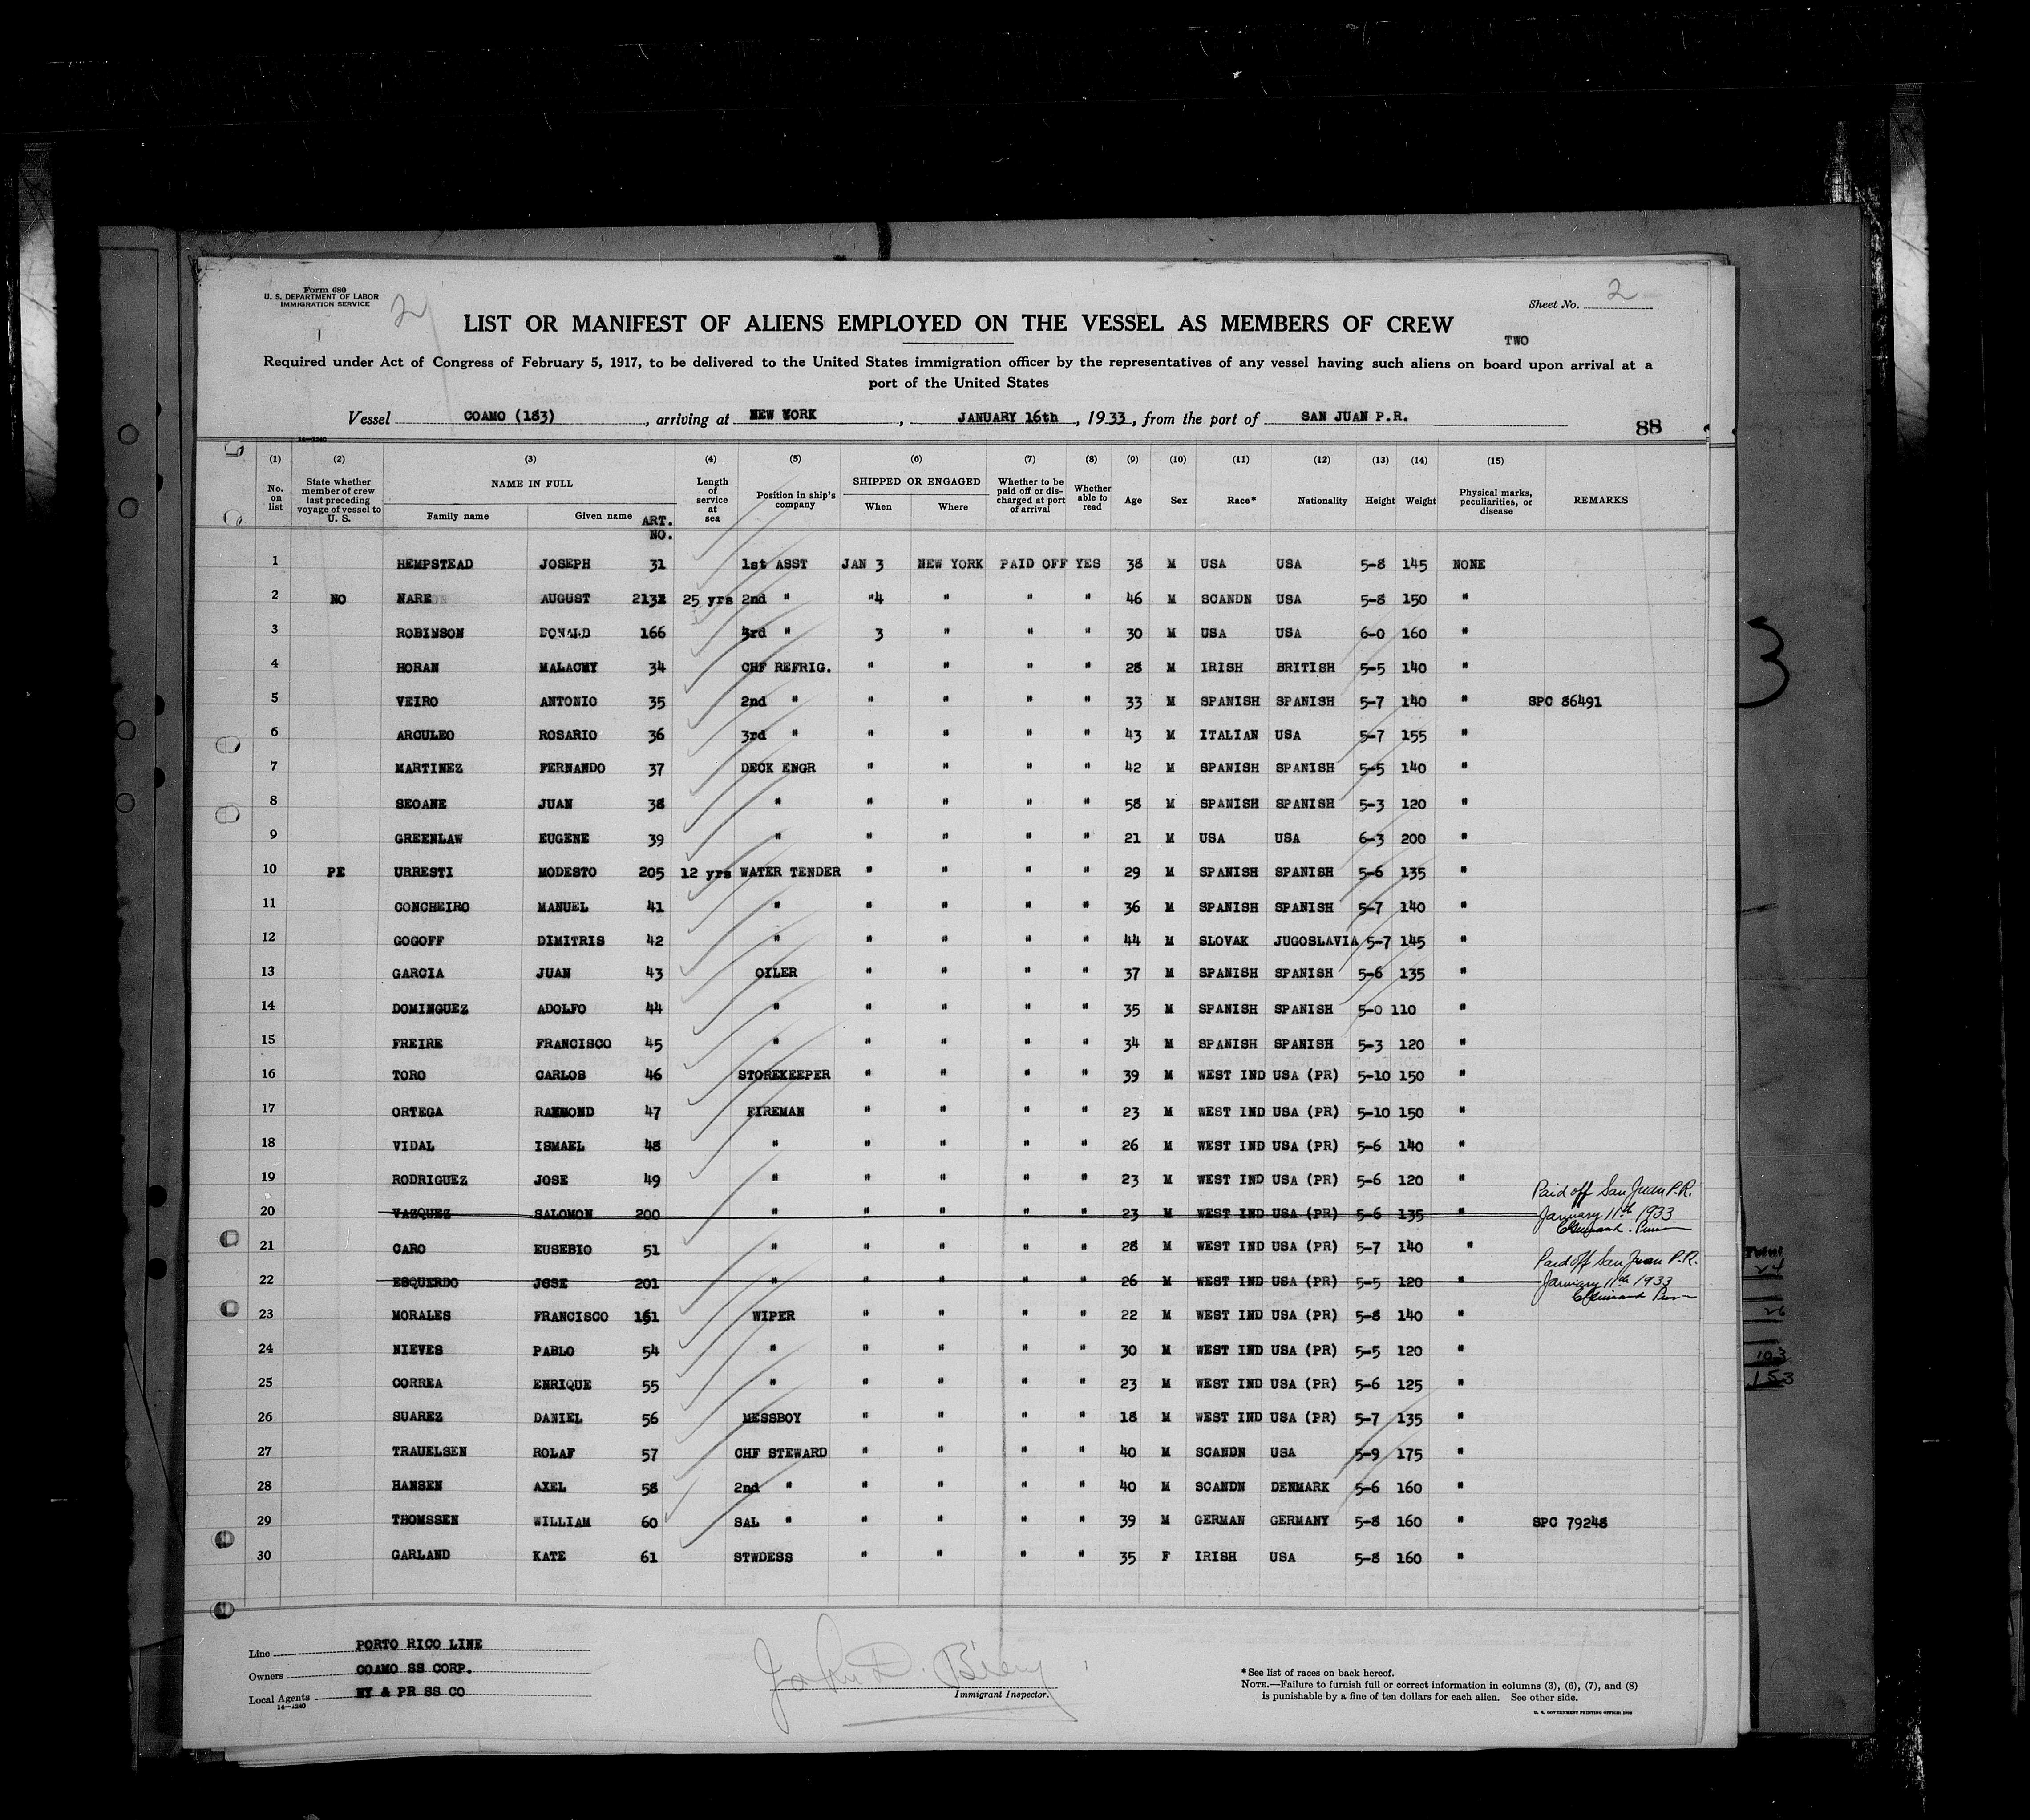 Form 680
U. S. DEPARTMENT OF LABOR
IMMIGRATION SERVICE
2
Sheet No. 2
LIST OR MANIFEST OF ALIENS EMPLOYED ON THE VESSEL AS MEMBERS OF CREW
TWO
Required under Act of Congress of February 5, 1917, to be delivered to the United States immigration officer by the representatives of any vessel having such aliens on board upon arrival at a
port of the United States
Vessel COAMO (183), arriving at NEW YORK, JANUARY 16th, 1933, from the port of SAN JUAN P.R.
88
14—1240
(1) (2) (3) (4) (5) (6) (7) (8) (9) (10) (11) (12) (13) (14) (15)
No. on list State whether member of crew last preceding voyage of vessel to U. S. NAME IN FULL Family name Given name ART. NO. Length of service at sea Position in ship's company SHIPPED OR ENGAGED When Where Whether to be paid off or discharged at port of arrival Whether able to read Age Sex Race* Nationality Height Weight Physical marks, peculiarities, or disease REMARKS
1 HEMPSTEAD JOSEPH 31 1st ASST JAN 3 NEW YORK PAID OFF YES 38 M USA USA 5-8 145 NONE
2 NO NARE AUGUST 25 yrs 2nd " "4 " " " 46 M SCANDN USA 5-8 150 "
3 ROBINSON DONALD 166 3rd " 3 " " " 30 M USA USA 6-0 160 "
4 HORAN MALACHY 34 CHF REFRIG. " " " " 28 M IRISH BRITISH 5-5 140 "
5 VEIRO ANTONIO 35 2nd " " " " " 33 M SPANISH SPANISH 5-7 140 " SPC 86491
6 ARCULEO ROSARIO 36 3rd " " " " " 43 M ITALIAN USA 5-7 155 "
7 MARTINEZ FERNANDO 37 DECK ENGR " " " " 42 M SPANISH SPANISH 5-5 140 "
8 SEOANE JUAN 38 " " " " " 58 M SPANISH SPANISH 5-3 120 "
9 GREENLAW EUGENE 39 " " " " " 21 M USA USA 6-3 200 "
10 PE URRESTI MODESTO 205 12 yrs WATER TENDER " " " " 29 M SPANISH SPANISH 5-6 135 "
11 CONCHEIRO MANUEL 41 " " " " " 36 M SPANISH SPANISH 5-7 140 "
12 GOGOFF DIMITRIS 42 " " " " " 44 M SLOVAK JUGOSLAVIA 5-7 145 "
13 GARCIA JUAN 43 OILER " " " " 37 M SPANISH SPANISH 5-6 135 "
14 DOMINGUEZ ADOLFO 44 " " " " " 35 M SPANISH SPANISH 5-0 110 "
15 FREIRE FRANCISCO 45 " " " " " 34 M SPANISH SPANISH 5-3 120 "
16 TORO CARLOS 46 STOREKEEPER " " " " 39 M WEST IND USA (PR) 5-10 150 "
17 ORTEGA RAMMOND 47 FIREMAN " " " " 23 M WEST IND USA (PR) 5-10 150 "
18 VIDAL ISMAEL 48 " " " " " 26 M WEST IND USA (PR) 5-6 140 "
19 RODRIGUEZ JOSE 49 " " " " " 23 M WEST IND USA (PR) 5-6 120 "
20 VAZQUEZ SALOMON 200 " " " " " 23 M WEST IND USA (PR) 5-6 135 " Paid off San Juan P.R. January 11th 1933
21 CARO EUSEBIO 51 " " " " " 28 M WEST IND USA (PR) 5-7 140 "
22 ESQUERDO JOSE 201 " " " " " 26 M WEST IND USA (PR) 5-5 120 " Paid off San Juan P.R. January 11th 1933
23 MORALES FRANCISCO 161 WIPER " " " " 22 M WEST IND USA (PR) 5-8 140 "
24 NIEVES PABLO 54 " " " " " 30 M WEST IND USA (PR) 5-5 120 "
25 CORREA ENRIQUE 55 " " " " " 23 M WEST IND USA (PR) 5-6 125 "
26 SUAREZ DANIEL 56 MESSBOY " " " " 18 M WEST IND USA (PR) 5-7 135 "
27 TRAUELSEN ROLAF 57 CHF STEWARD " " " " 40 M SCANDN USA 5-9 175 "
28 HANSEN AXEL 58 2nd " " " " " 40 M SCANDN DENMARK 5-6 160 "
29 THOMSSEN WILLIAM 60 SAL " " " " " 39 M GERMAN GERMANY 5-8 160 " SPC 79248
30 GARLAND KATE 61 STWDESS " " " " 35 F IRISH USA 5-8 160 "
3
26
103
153
Line PORTO RICO LINE
Owners COAMO SS CORP.
Local Agents NY & PR SS CO
14—1240
John D.
Immigrant Inspector.
*See list of races on back hereof.
NOTE.—Failure to furnish full or correct information in columns (3), (6), (7), and (8)
is punishable by a fine of ten dollars for each alien. See other side.